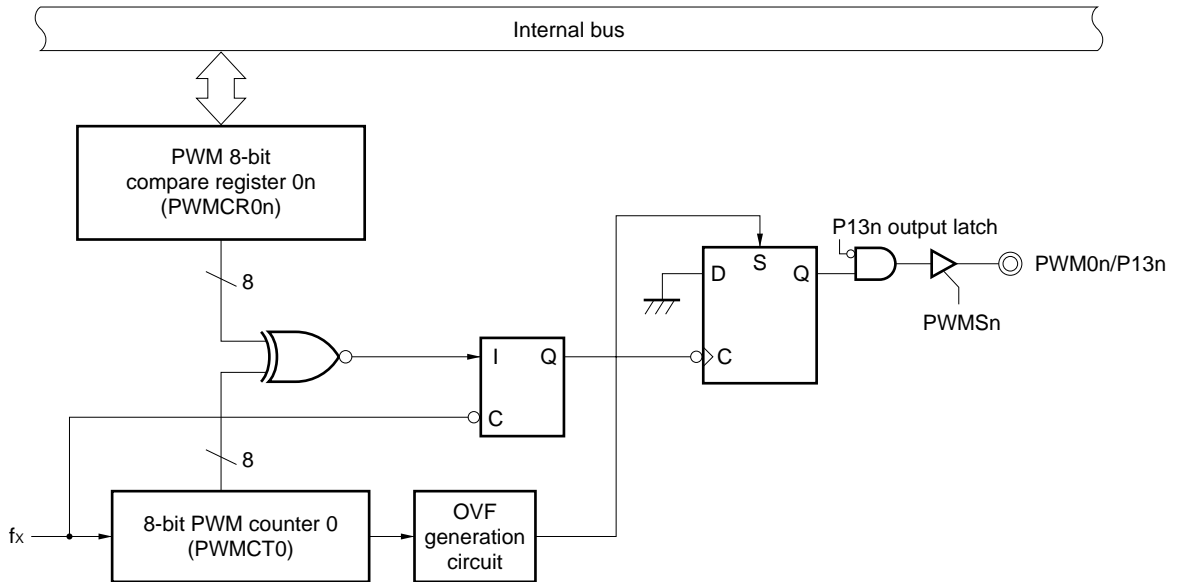 Internal bus
PWM 8-bit
compare register 0n
(PWMCR0n)
8
P13n output latch
D
S
Q
PWM0n/P13n
PWMSn
I
Q
C
C
8
fX
8-bit PWM counter 0
(PWMCT0)
OVF
generation
circuit